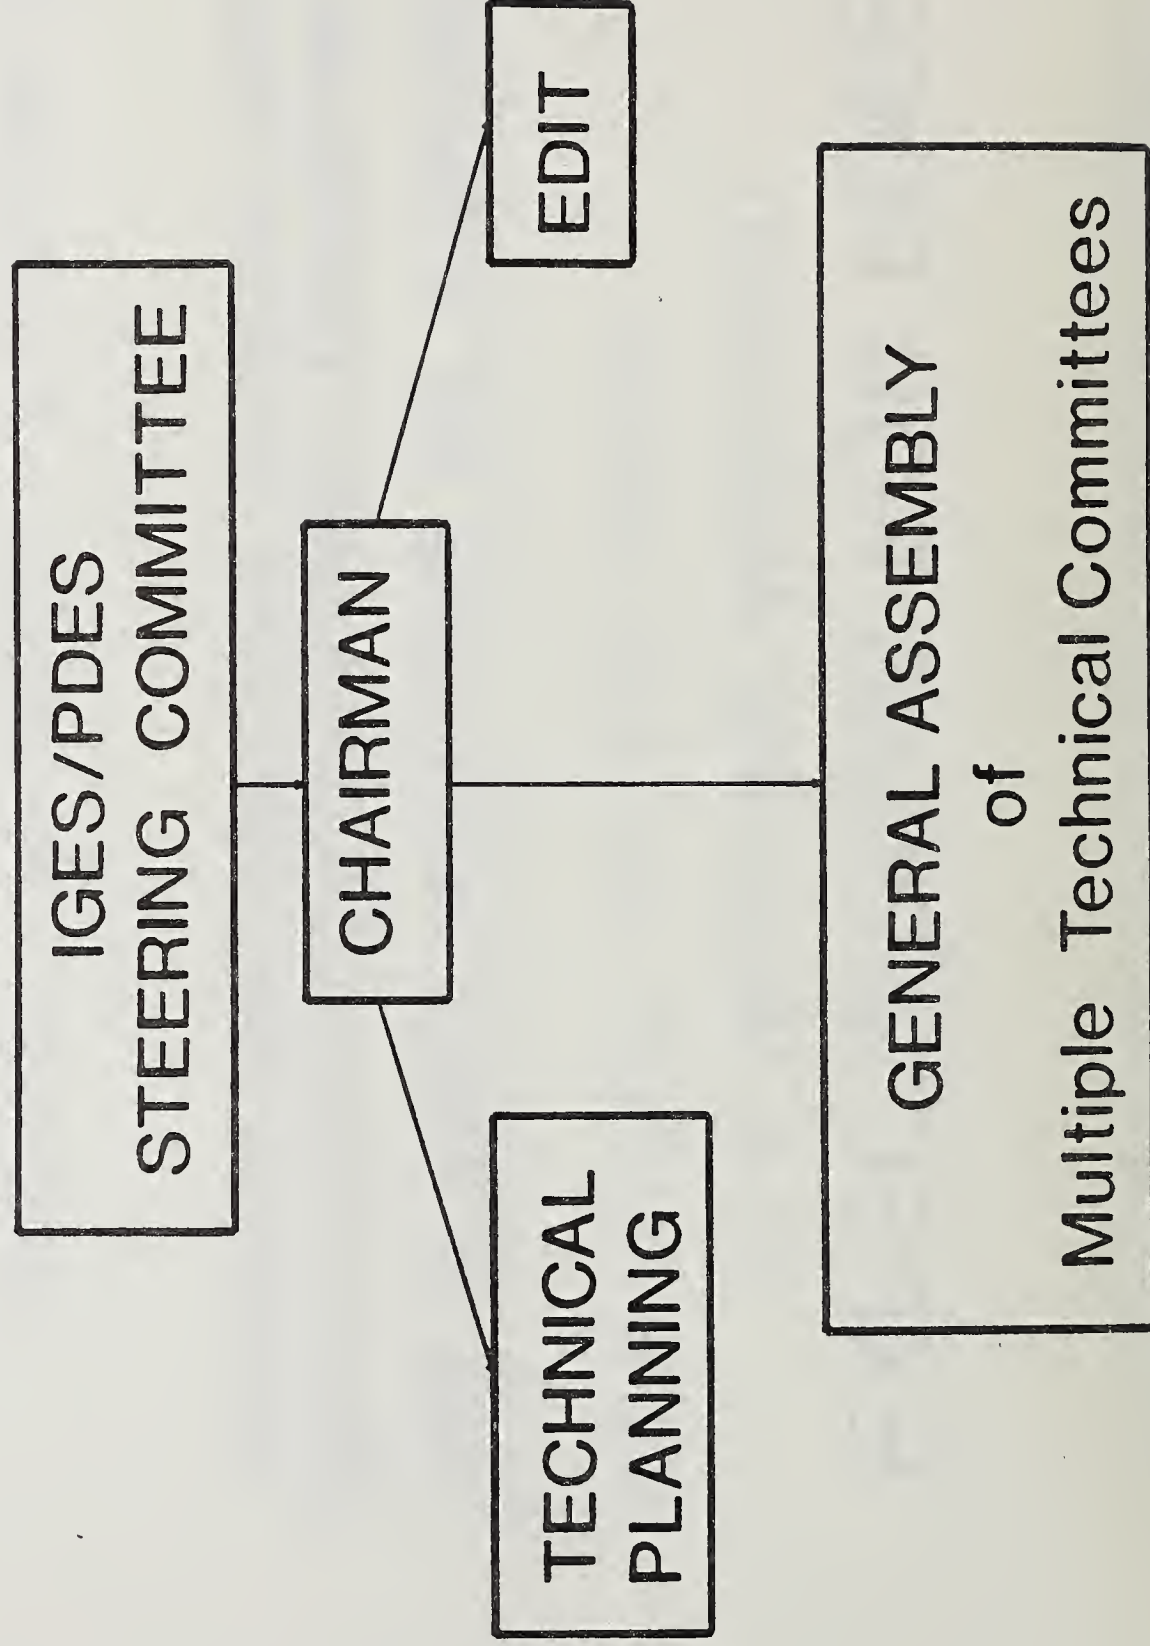 IGES/PDES
STEERING COMMITTEE
CHAIRMAN
TECHNICAL
PLANNING
EDIT
GENERAL ASSEMBLY
of
Multiple Technical Committees